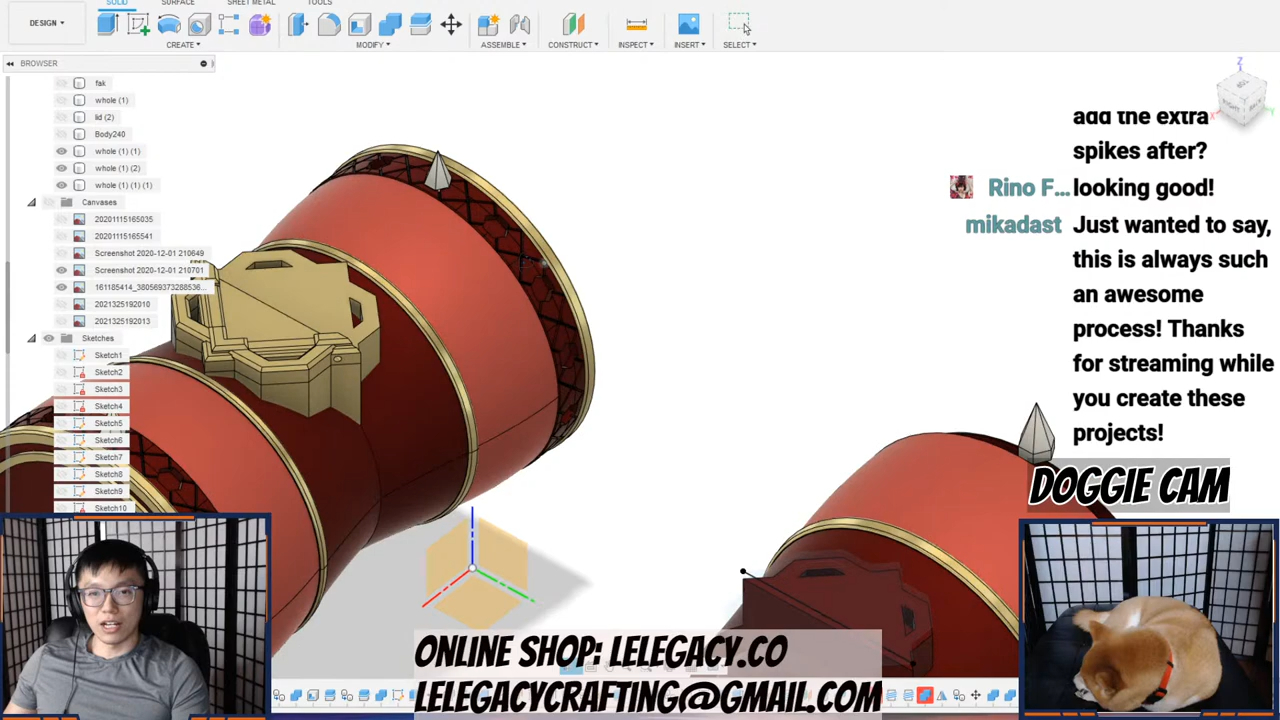 SOLID
SURFACE
SHEET METAL
TOOLS
DESIGN
CREATE
MODIFY
ASSEMBLE
CONSTRUCT
INSPECT
INSERT
SELECT
BROWSER
fak
whole (1)
lid (2)
Body240
whole (1) (1)
whole (1) (2)
whole (1) (1) (1)
Canvases
20201115165035
20201115165541
Screenshot 2020-12-01 210649
Screenshot 2020-12-01 210701
161185414_380569373288536...
2021325192010
2021325192013
Sketches
Sketch1
Sketch2
Sketch3
Sketch4
Sketch5
Sketch6
Sketch7
Sketch8
Sketch9
Sketch10
Z
RIGHT
BACK
add the extra
spikes after?
Rino F... looking good!
mikadast Just wanted to say,
this is always such
an awesome
process! Thanks
for streaming while
you create these
projects!
DOGGIE CAM
ONLINE SHOP: LELEGACY.CO
LELEGACYCRAFTING@GMAIL.COM